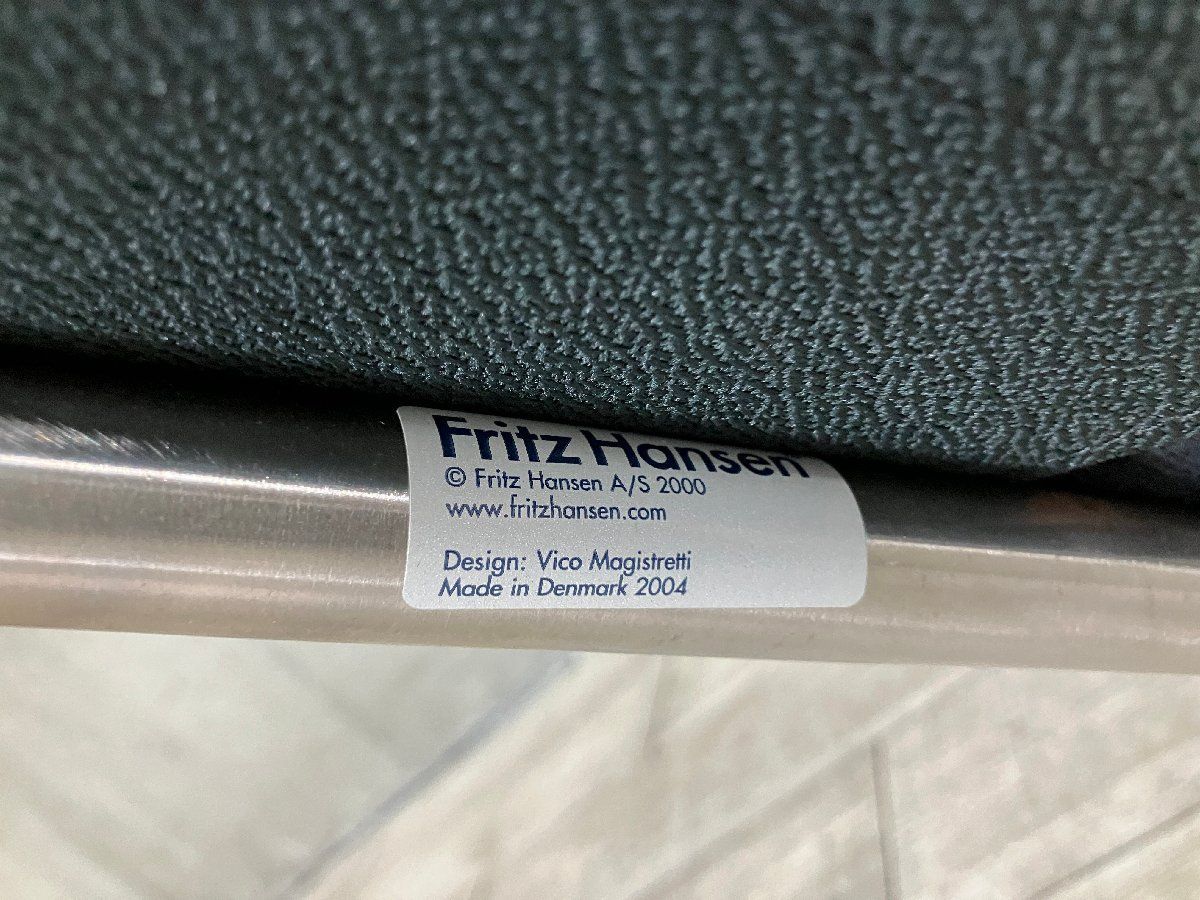 Fritz Hansen
© Fritz Hansen A/S 2000
www.fritzhansen.com
Design: Vico Magistretti
Made in Denmark 2004